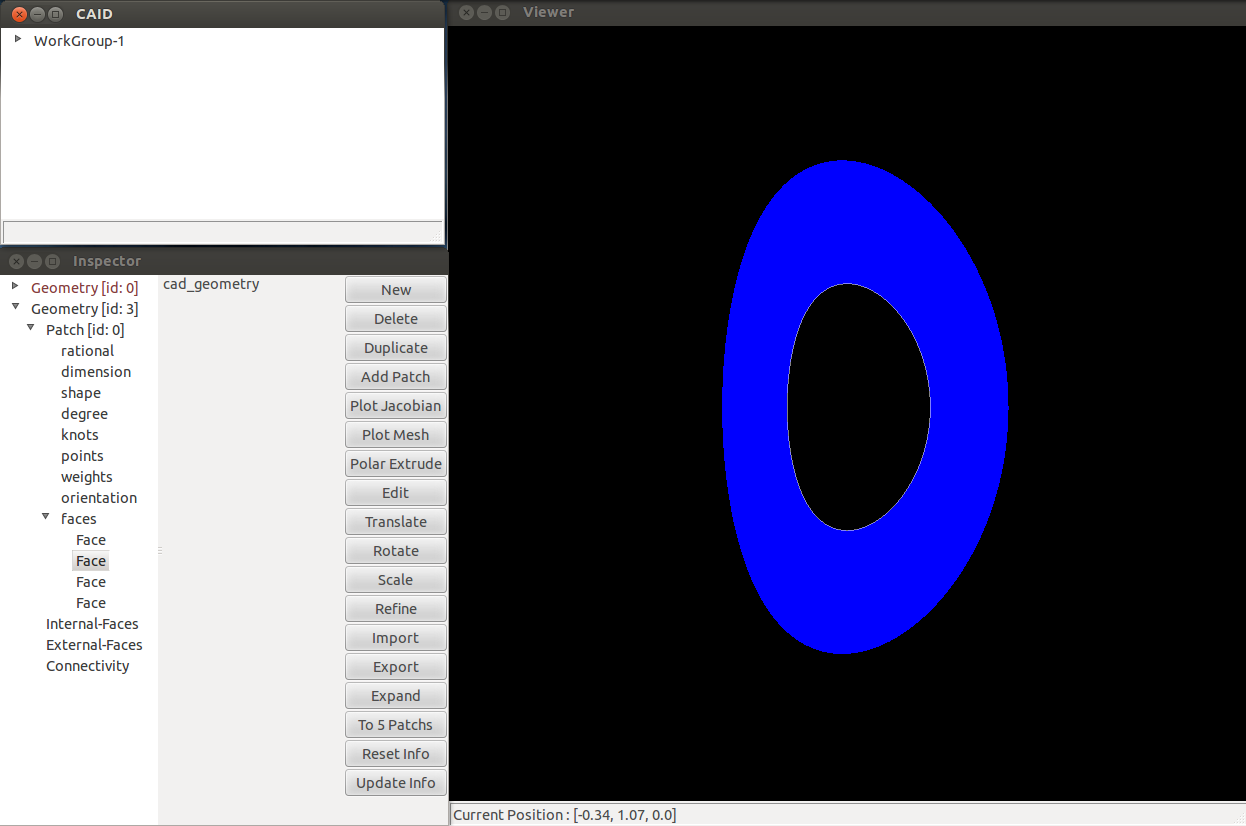 CAID
WorkGroup-1
Viewer
Inspector
Geometry [id: 0]
Geometry [id: 3]
Patch [id: 0]
rational
dimension
shape
degree
knots
points
weights
orientation
faces
Face
Face
Face
Face
Internal-Faces
External-Faces
Connectivity
cad_geometry
New
Delete
Duplicate
Add Patch
Plot Jacobian
Plot Mesh
Polar Extrude
Edit
Translate
Rotate
Scale
Refine
Import
Export
Expand
To 5 Patchs
Reset Info
Update Info
Current Position : [-0.34, 1.07, 0.0]